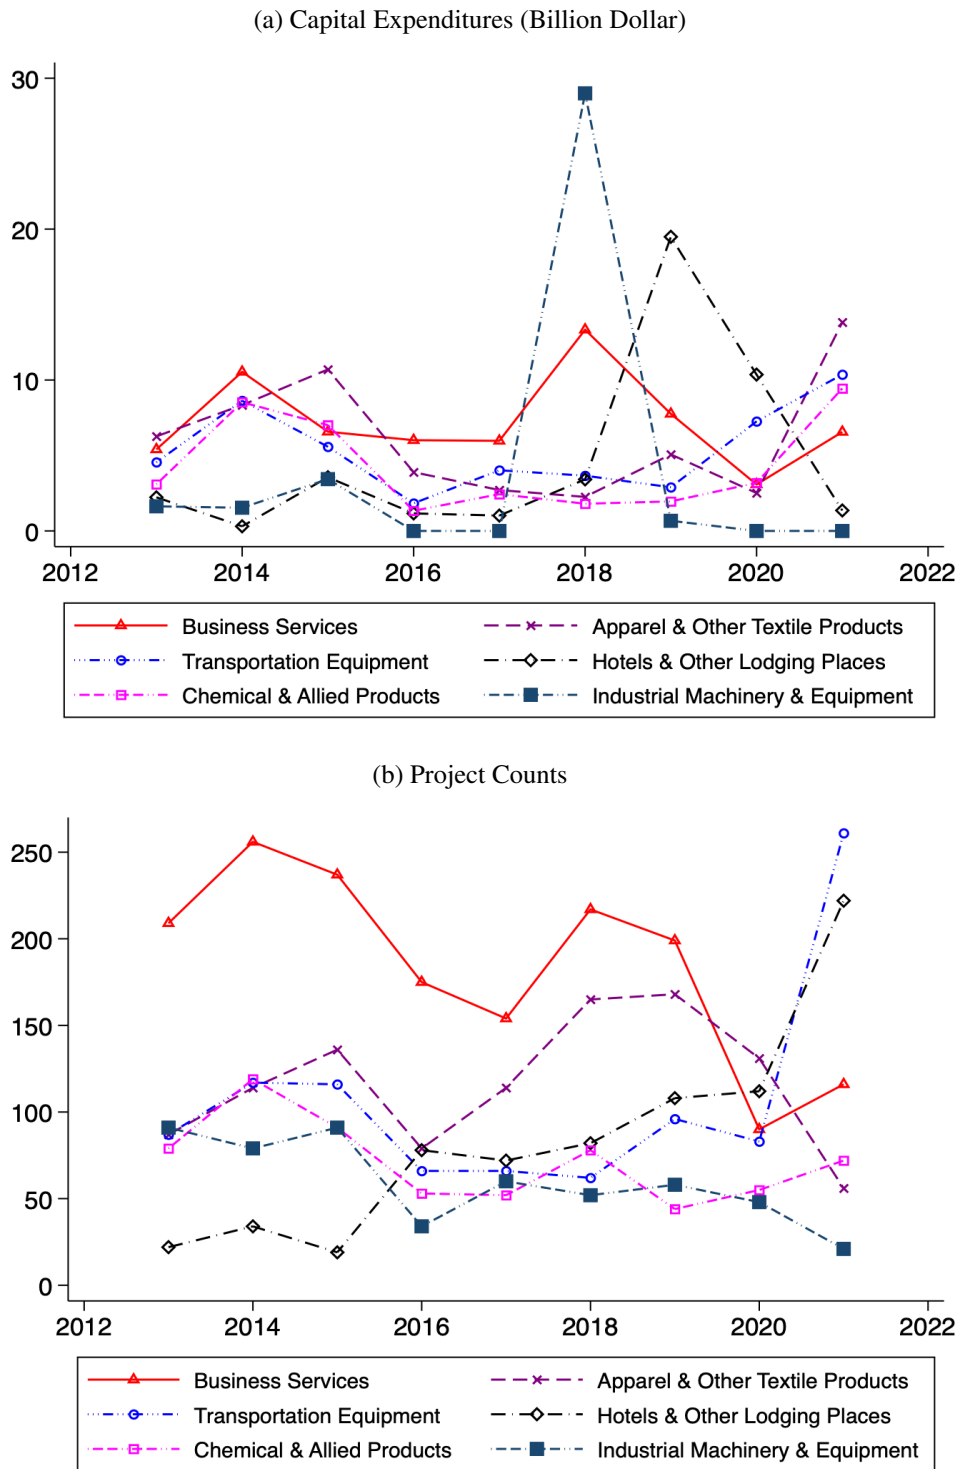 (a) Capital Expenditures (Billion Dollar)
30
20
10
0
2012 2014 2016 2018 2020 2022
Business Services Apparel & Other Textile Products
Transportation Equipment Hotels & Other Lodging Places
Chemical & Allied Products Industrial Machinery & Equipment
(b) Project Counts
250
200
150
100
50
0
2012 2014 2016 2018 2020 2022
Business Services Apparel & Other Textile Products
Transportation Equipment Hotels & Other Lodging Places
Chemical & Allied Products Industrial Machinery & Equipment